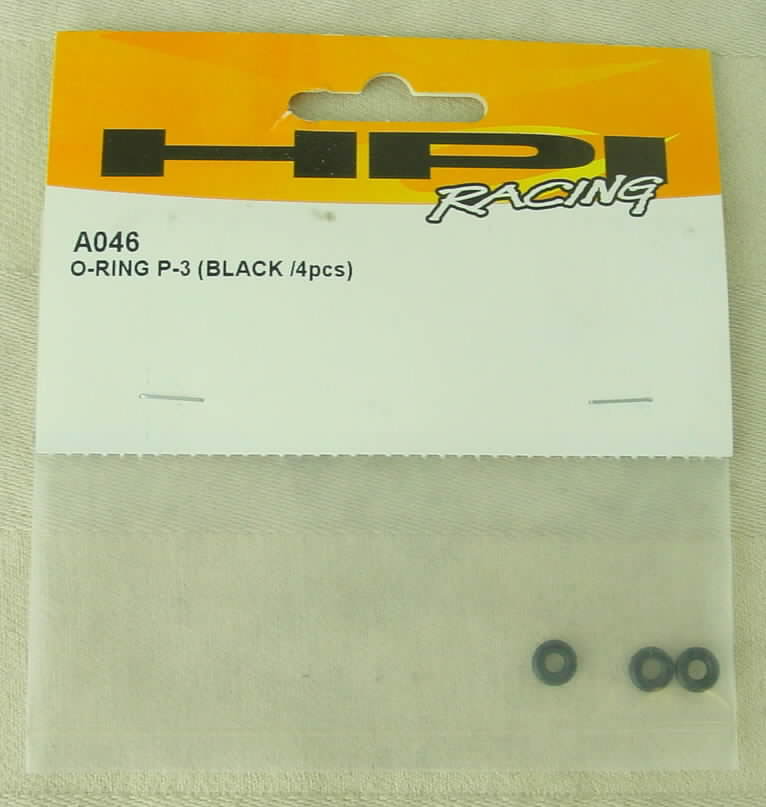 HPI
RACING
A046
O-RING P-3 (BLACK /4pcs)